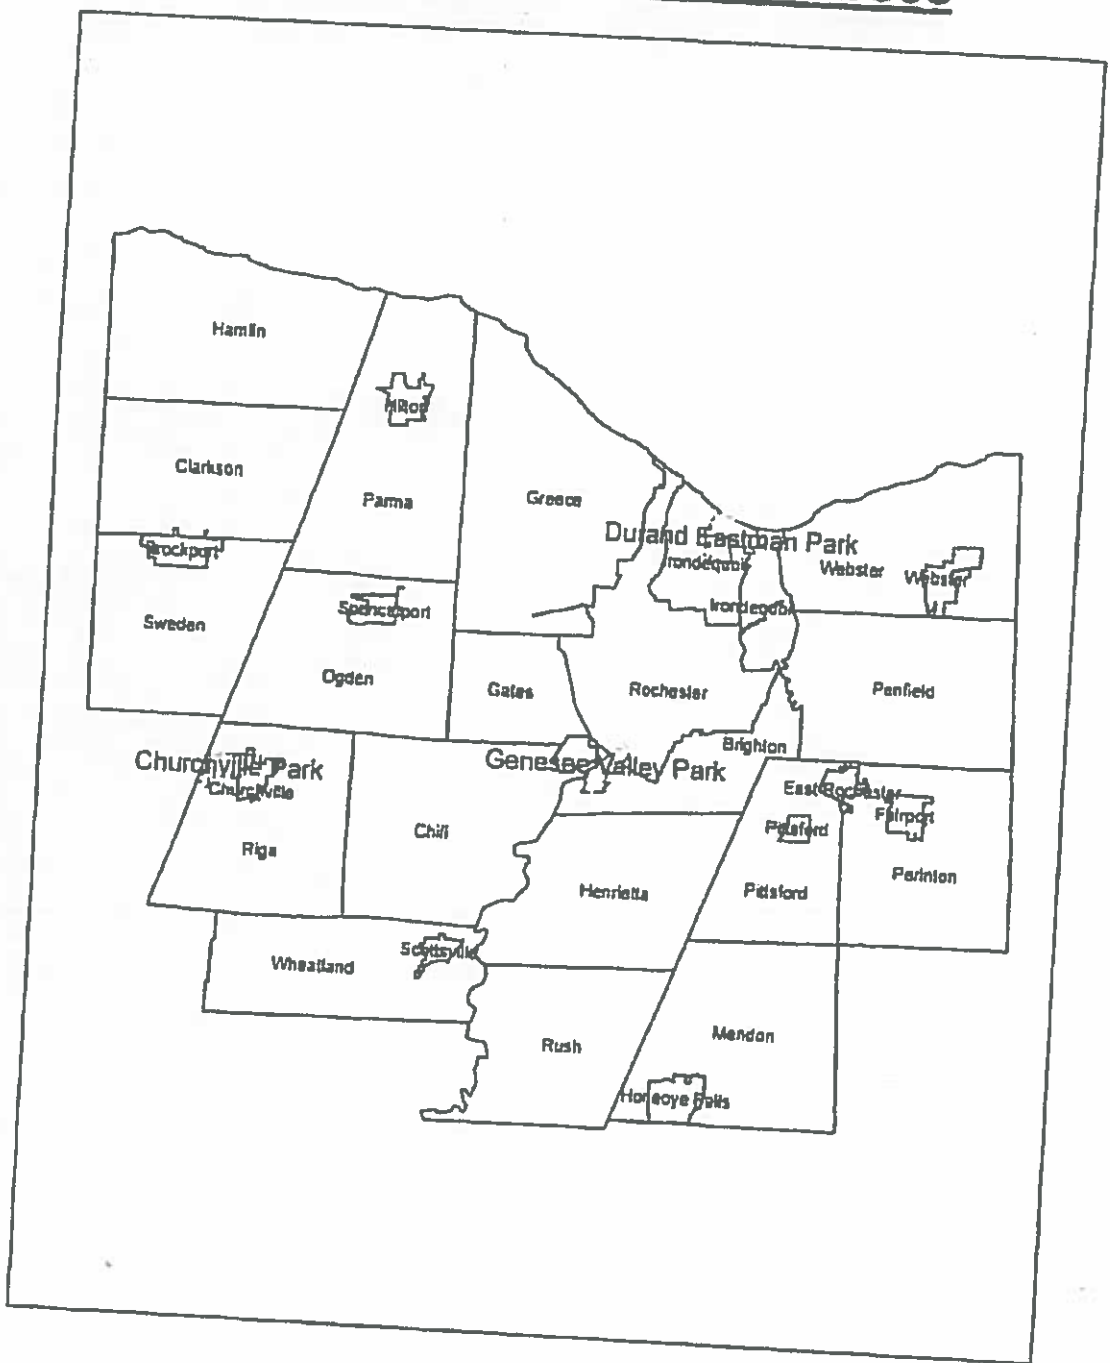 Hamlin
Hilton
Clarkson
Parma
Greece
Durand Eastman Park
Brockport
Irondequoit
Webster
Webster
Spencerport
Irondequoit
Sweden
Ogden
Gates
Rochester
Penfield
Brighton
Churchville Park
Genesee Valley Park
Churchville
East Rochester
Fairport
Pittsford
Chili
Riga
Henrietta
Pittsford
Perinton
Scottsville
Wheatland
Mendon
Rush
Honeoye Falls